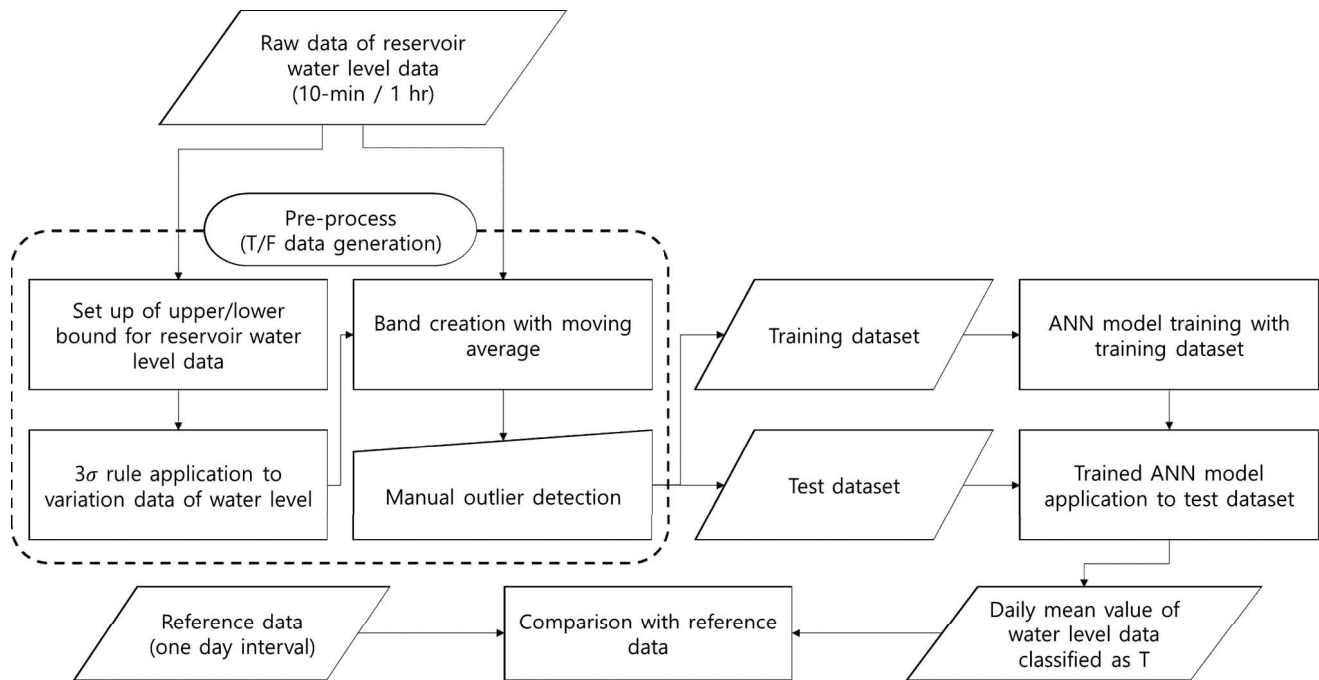 Raw data of reservoir
water level data
(10-min / 1 hr)
Pre-process
(T/F data generation)
Set up of upper/lower
bound for reservoir water
level data
Band creation with moving
average
Training dataset
ANN model training with
training dataset
3σ rule application to
variation data of water level
Manual outlier detection
Test dataset
Trained ANN model
application to test dataset
Reference data
(one day interval)
Comparison with reference
data
Daily mean value of
water level data
classified as T